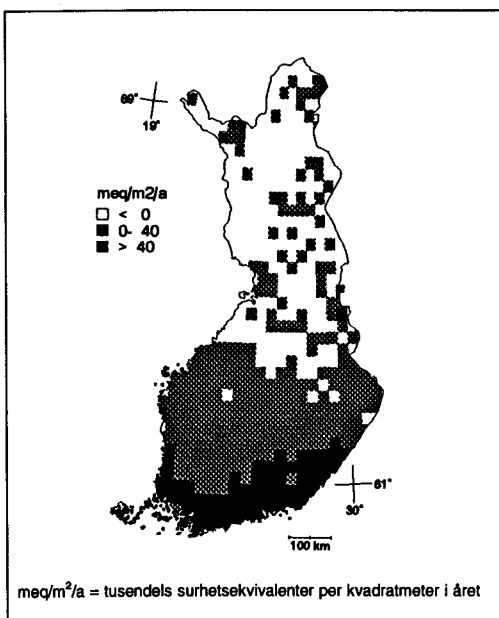 69°
19°
meq/m2/a
< 0
0- 40
> 40
61°
30°
100 km
meq/m²/a = tusendels surhetsekvivalenter per kvadratmeter i året